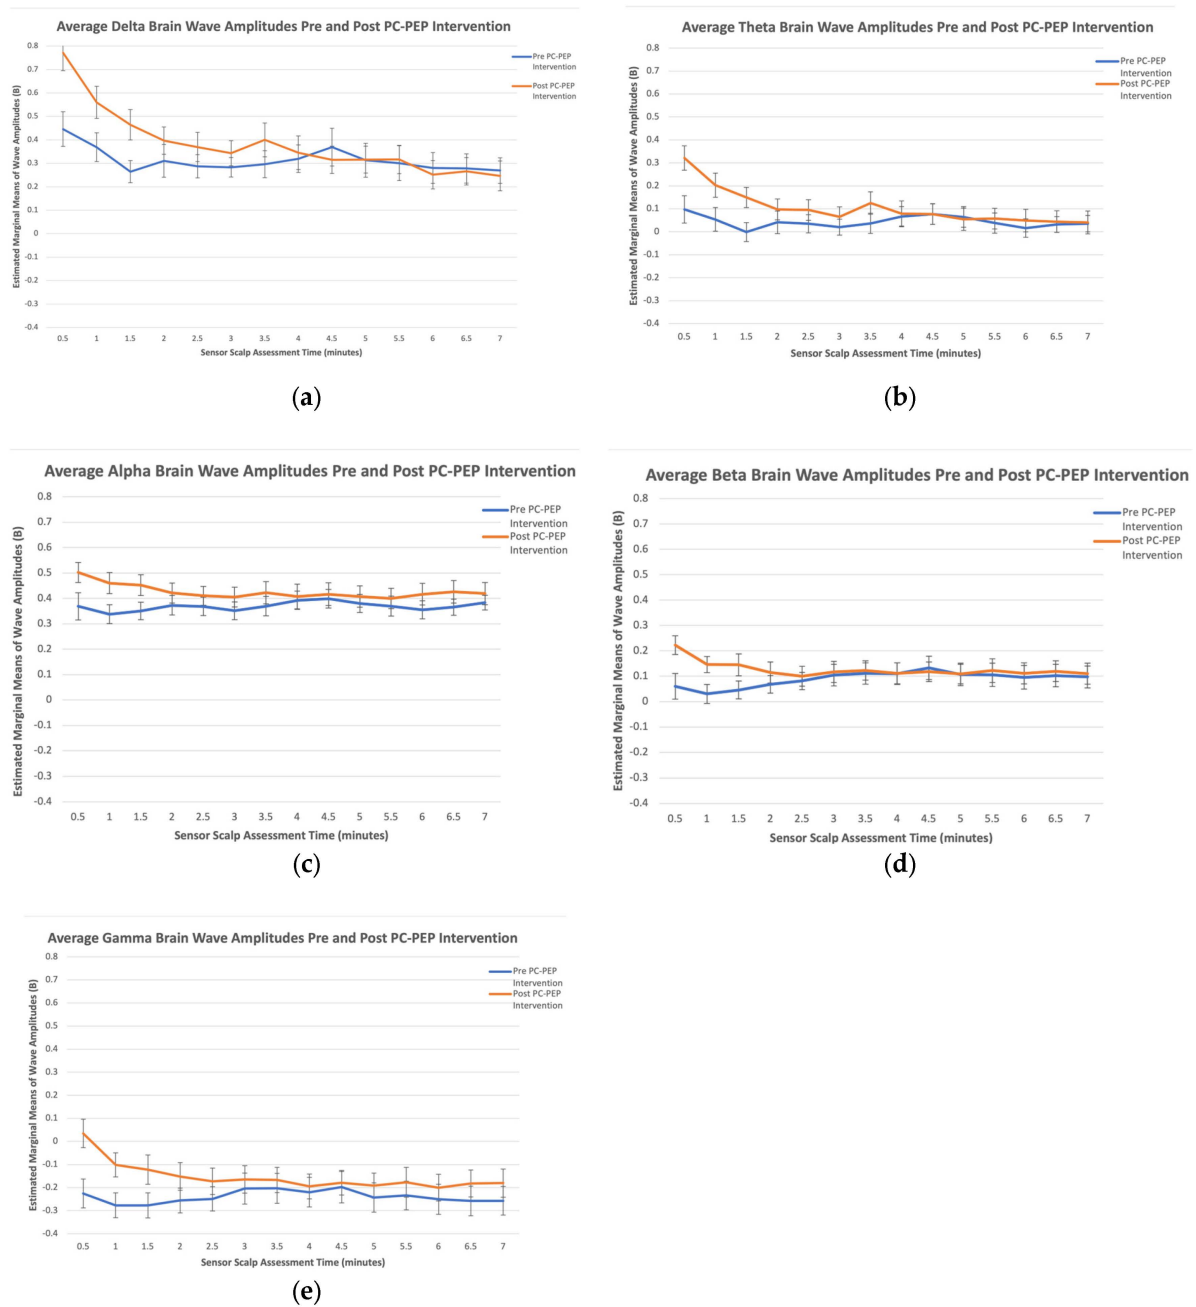 Average Delta Brain Wave Amplitudes Pre and Post PC-PEP Intervention
0.8
0.7
0.6
0.5
0.4
0.3
0.2
0.1
0
-0.1
-0.2
-0.3
-0.4
Estimated Marginal Means of Wave Amplitudes (B)
Pre PC-PEP
Intervention
Post PC-PEP
Intervention
0.5 1 1.5 2 2.5 3 3.5 4 4.5 5 5.5 6 6.5 7
Sensor Scalp Assessment Time (minutes)
(a)
Average Theta Brain Wave Amplitudes Pre and Post PC-PEP Intervention
0.8
0.7
0.6
0.5
0.4
0.3
0.2
0.1
0
-0.1
-0.2
-0.3
-0.4
Estimated Marginal Means of Wave Amplitudes (B)
Pre PC-PEP
Intervention
Post PC-PEP
Intervention
0.5 1 1.5 2 2.5 3 3.5 4 4.5 5 5.5 6 6.5 7
Sensor Scalp Assessment Time (minutes)
(b)
Average Alpha Brain Wave Amplitudes Pre and Post PC-PEP Intervention
0.8
0.7
0.6
0.5
0.4
0.3
0.2
0.1
0
-0.1
-0.2
-0.3
-0.4
Estimated Marginal Means of Wave Amplitudes (B)
Pre PC-PEP
Intervention
Post PC-PEP
Intervention
0.5 1 1.5 2 2.5 3 3.5 4 4.5 5 5.5 6 6.5 7
Sensor Scalp Assessment Time (minutes)
(c)
Average Beta Brain Wave Amplitudes Pre and Post PC-PEP Intervention
0.8
0.7
0.6
0.5
0.4
0.3
0.2
0.1
0
-0.1
-0.2
-0.3
-0.4
Estimated Marginal Means of Wave Amplitudes (B)
Pre PC-PEP
Intervention
Post PC-PEP
Intervention
0.5 1 1.5 2 2.5 3 3.5 4 4.5 5 5.5 6 6.5 7
Sensor Scalp Assessment Time (minutes)
(d)
Average Gamma Brain Wave Amplitudes Pre and Post PC-PEP Intervention
0.8
0.7
0.6
0.5
0.4
0.3
0.2
0.1
0
-0.1
-0.2
-0.3
-0.4
Estimated Marginal Means of Wave Amplitudes (B)
Pre PC-PEP
Intervention
Post PC-PEP
Intervention
0.5 1 1.5 2 2.5 3 3.5 4 4.5 5 5.5 6 6.5 7
Sensor Scalp Assessment Time (minutes)
(e)